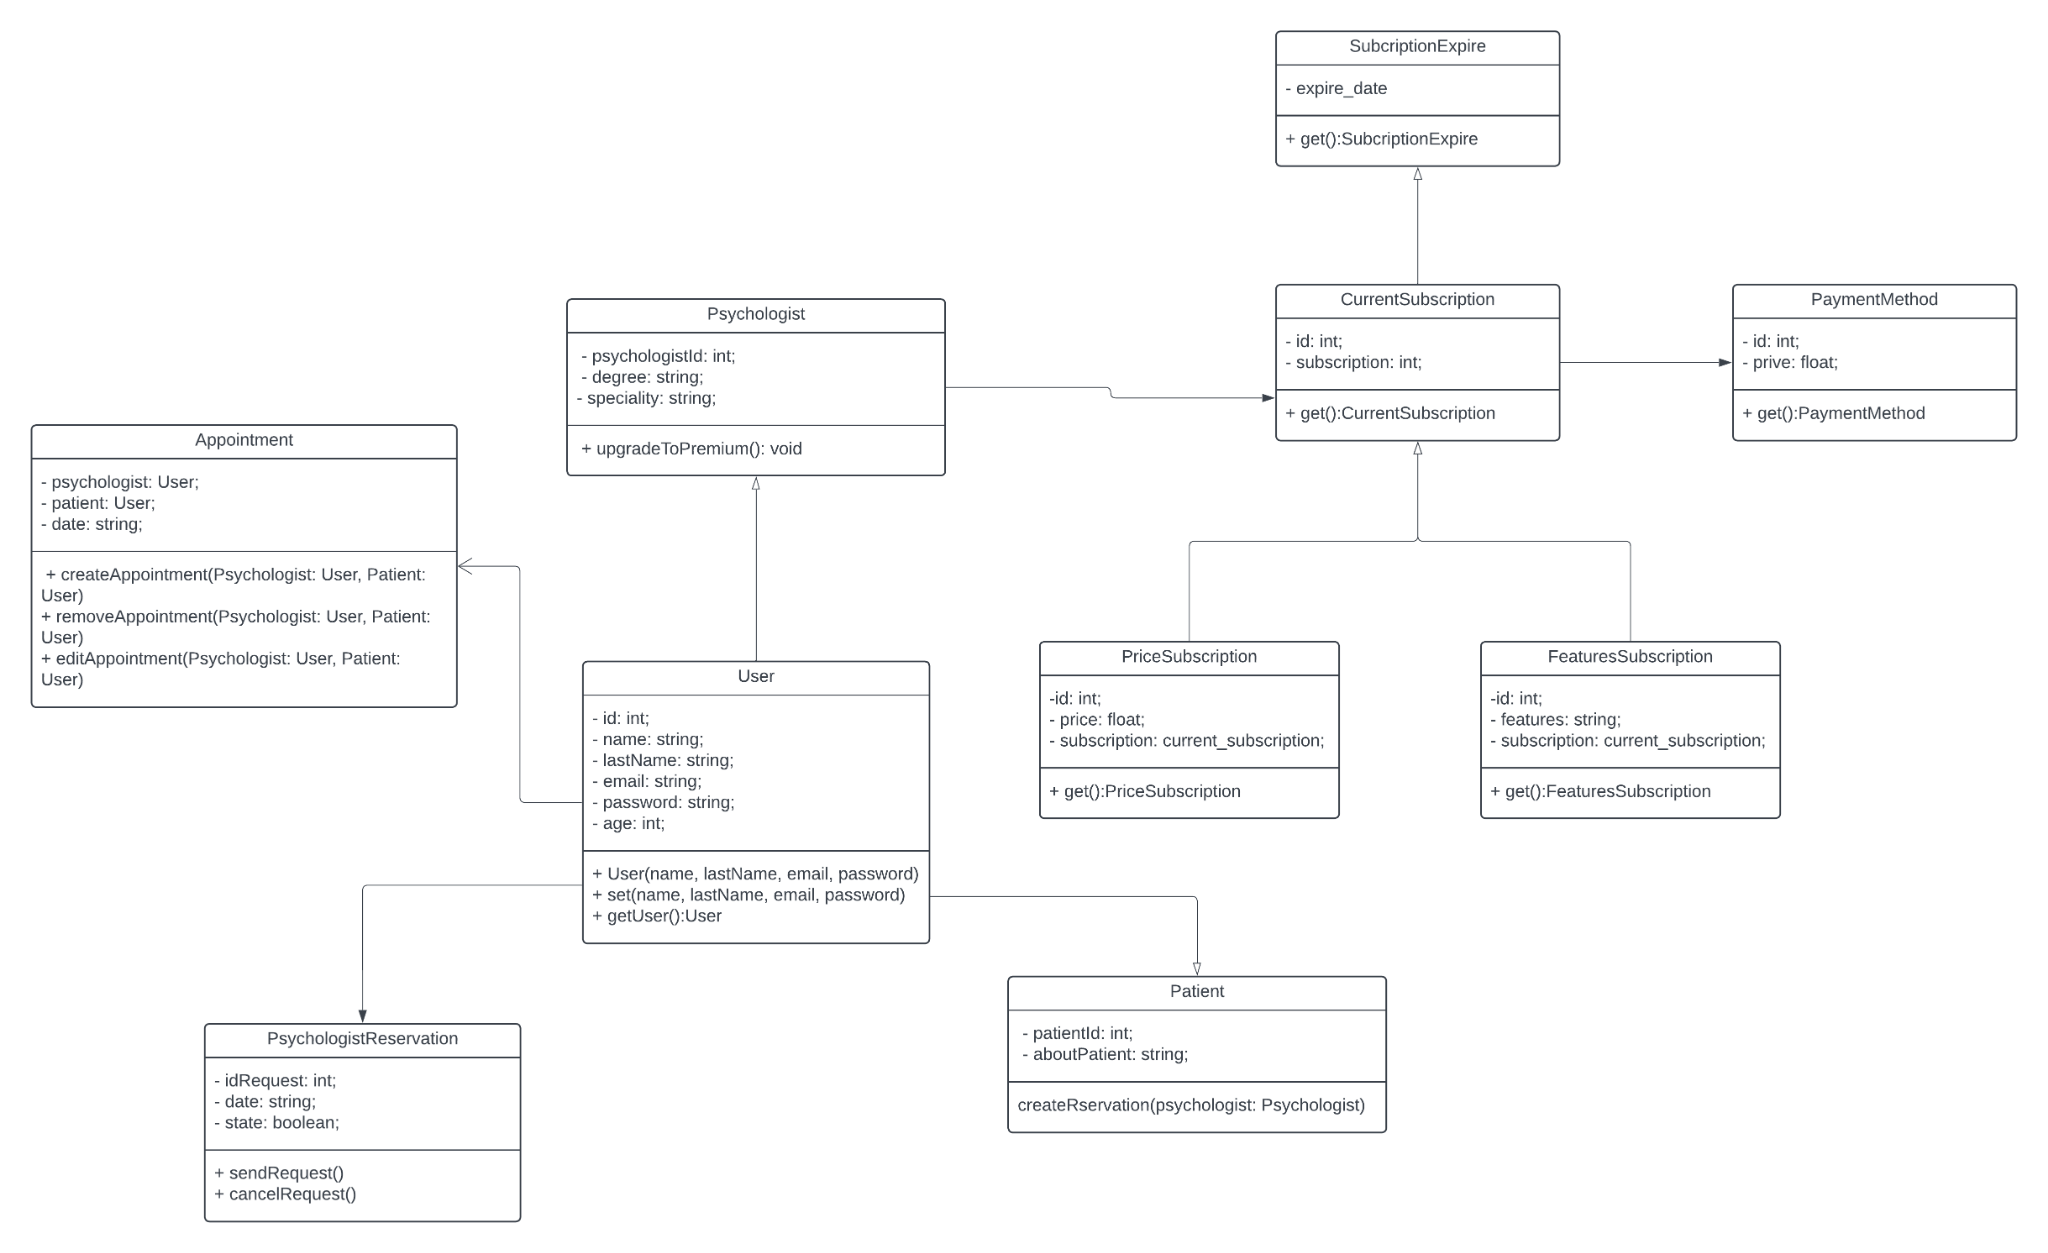 SubcriptionExpire
- expire_date
+ get():SubcriptionExpire
Psychologist
- psychologistId: int;
- degree: string;
- speciality: string;
+ upgradeToPremium(): void
CurrentSubscription
- id: int;
- subscription: int;
+ get():CurrentSubscription
PaymentMethod
- id: int;
- prive: float;
+ get():PaymentMethod
Appointment
- psychologist: User;
- patient: User;
- date: string;
+ createAppointment(Psychologist: User, Patient:
User)
+ removeAppointment(Psychologist: User, Patient:
User)
+ editAppointment(Psychologist: User, Patient:
User)
User
- id: int;
- name: string;
- lastName: string;
- email: string;
- password: string;
- age: int;
+ User(name, lastName, email, password)
+ set(name, lastName, email, password)
+ getUser():User
PriceSubscription
-id: int;
- price: float;
- subscription: current_subscription;
+ get():PriceSubscription
FeaturesSubscription
-id: int;
- features: string;
- subscription: current_subscription;
+ get():FeaturesSubscription
PsychologistReservation
- idRequest: int;
- date: string;
- state: boolean;
+ sendRequest()
+ cancelRequest()
Patient
- patientId: int;
- aboutPatient: string;
createRservation(psychologist: Psychologist)